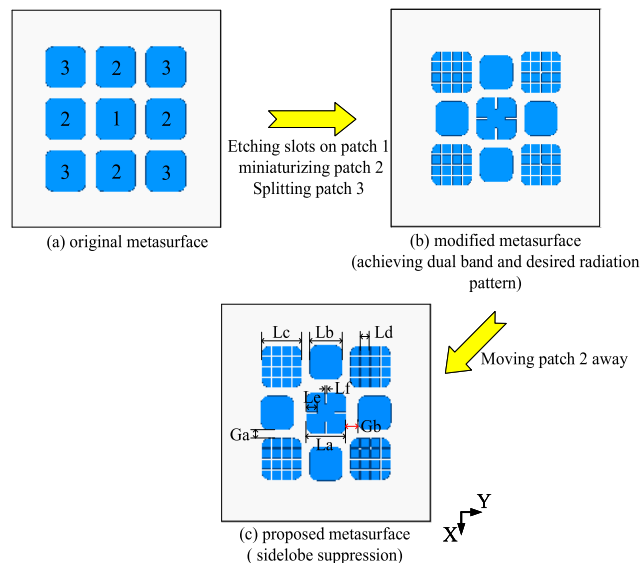 3 2 3
2 1 2
3 2 3
Etching slots on patch 1
miniaturizing patch 2
Splitting patch 3
(a) original metasurface
(b) modified metasurface
(achieving dual band and desired radiation
pattern)
Moving patch 2 away
Lc Lb Ld
Lf
Le
Ga Gb
La
Y
X
(c) proposed metasurface
( sidelobe suppression)